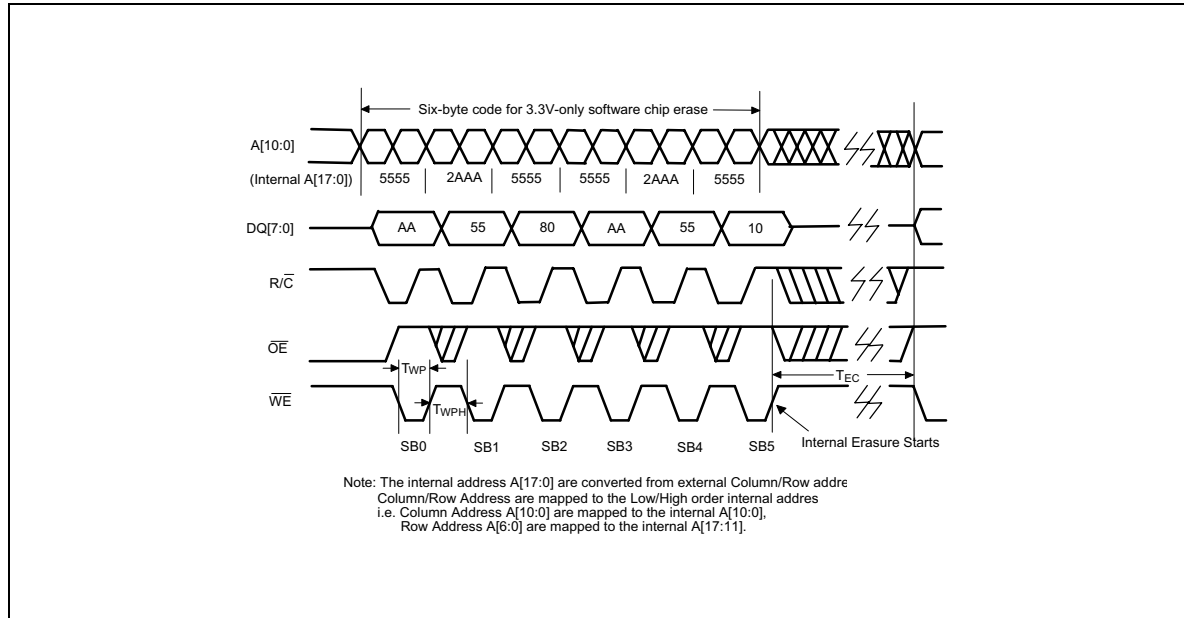 Six-byte code for 3.3V-only software chip erase
A[10:0]
(Internal A[17:0])
5555 2AAA 5555 5555 2AAA 5555
DQ[7:0]
AA 55 80 AA 55 10
R/C̅
O̅E̅
TWP
TEC
W̅E̅
TWPH
Internal Erasure Starts
SB0 SB1 SB2 SB3 SB4 SB5
Note: The internal address A[17:0] are converted from external Column/Row addre
Column/Row Address are mapped to the Low/High order internal addres
i.e. Column Address A[10:0] are mapped to the internal A[10:0],
Row Address A[6:0] are mapped to the internal A[17:11].